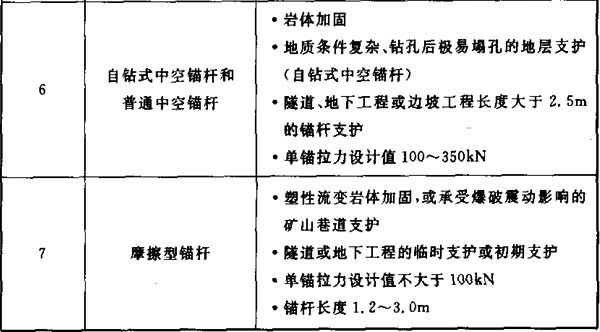 6
自钻式中空锚杆和
普通中空锚杆
• 岩体加固
• 地质条件复杂、钻孔后极易塌孔的地层支护
（自钻式中空锚杆）
• 隧道、地下工程或边坡工程长度大于 2.5m
的锚杆支护
• 单锚拉力设计值 100～350kN
7
摩擦型锚杆
• 塑性流变岩体加固，或承受爆破震动影响的
矿山巷道支护
• 隧道或地下工程的临时支护或初期支护
• 单锚拉力设计值不大于 100kN
• 锚杆长度 1.2～3.0m